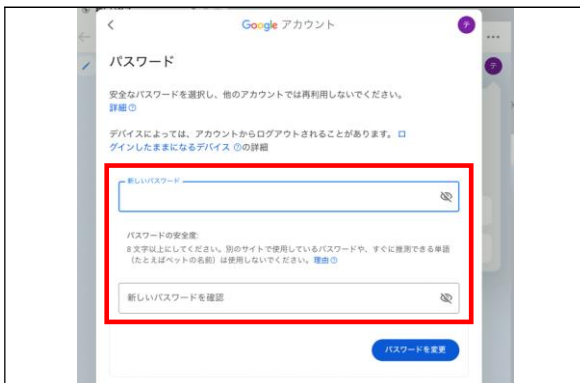 Google アカウント
テ
パスワード
テ
安全なパスワードを選択し、他のアカウントでは再利用しないでください。
詳細
デバイスによっては、アカウントからログアウトされることがあります。ロ
グインしたままになるデバイス の詳細
新しいパスワード
パスワードの安全度:
8 文字以上にしてください。別のサイトで使用しているパスワードや、すぐに推測できる単語
(たとえばペットの名前)は使用しないでください。理由
新しいパスワードを確認
パスワードを変更